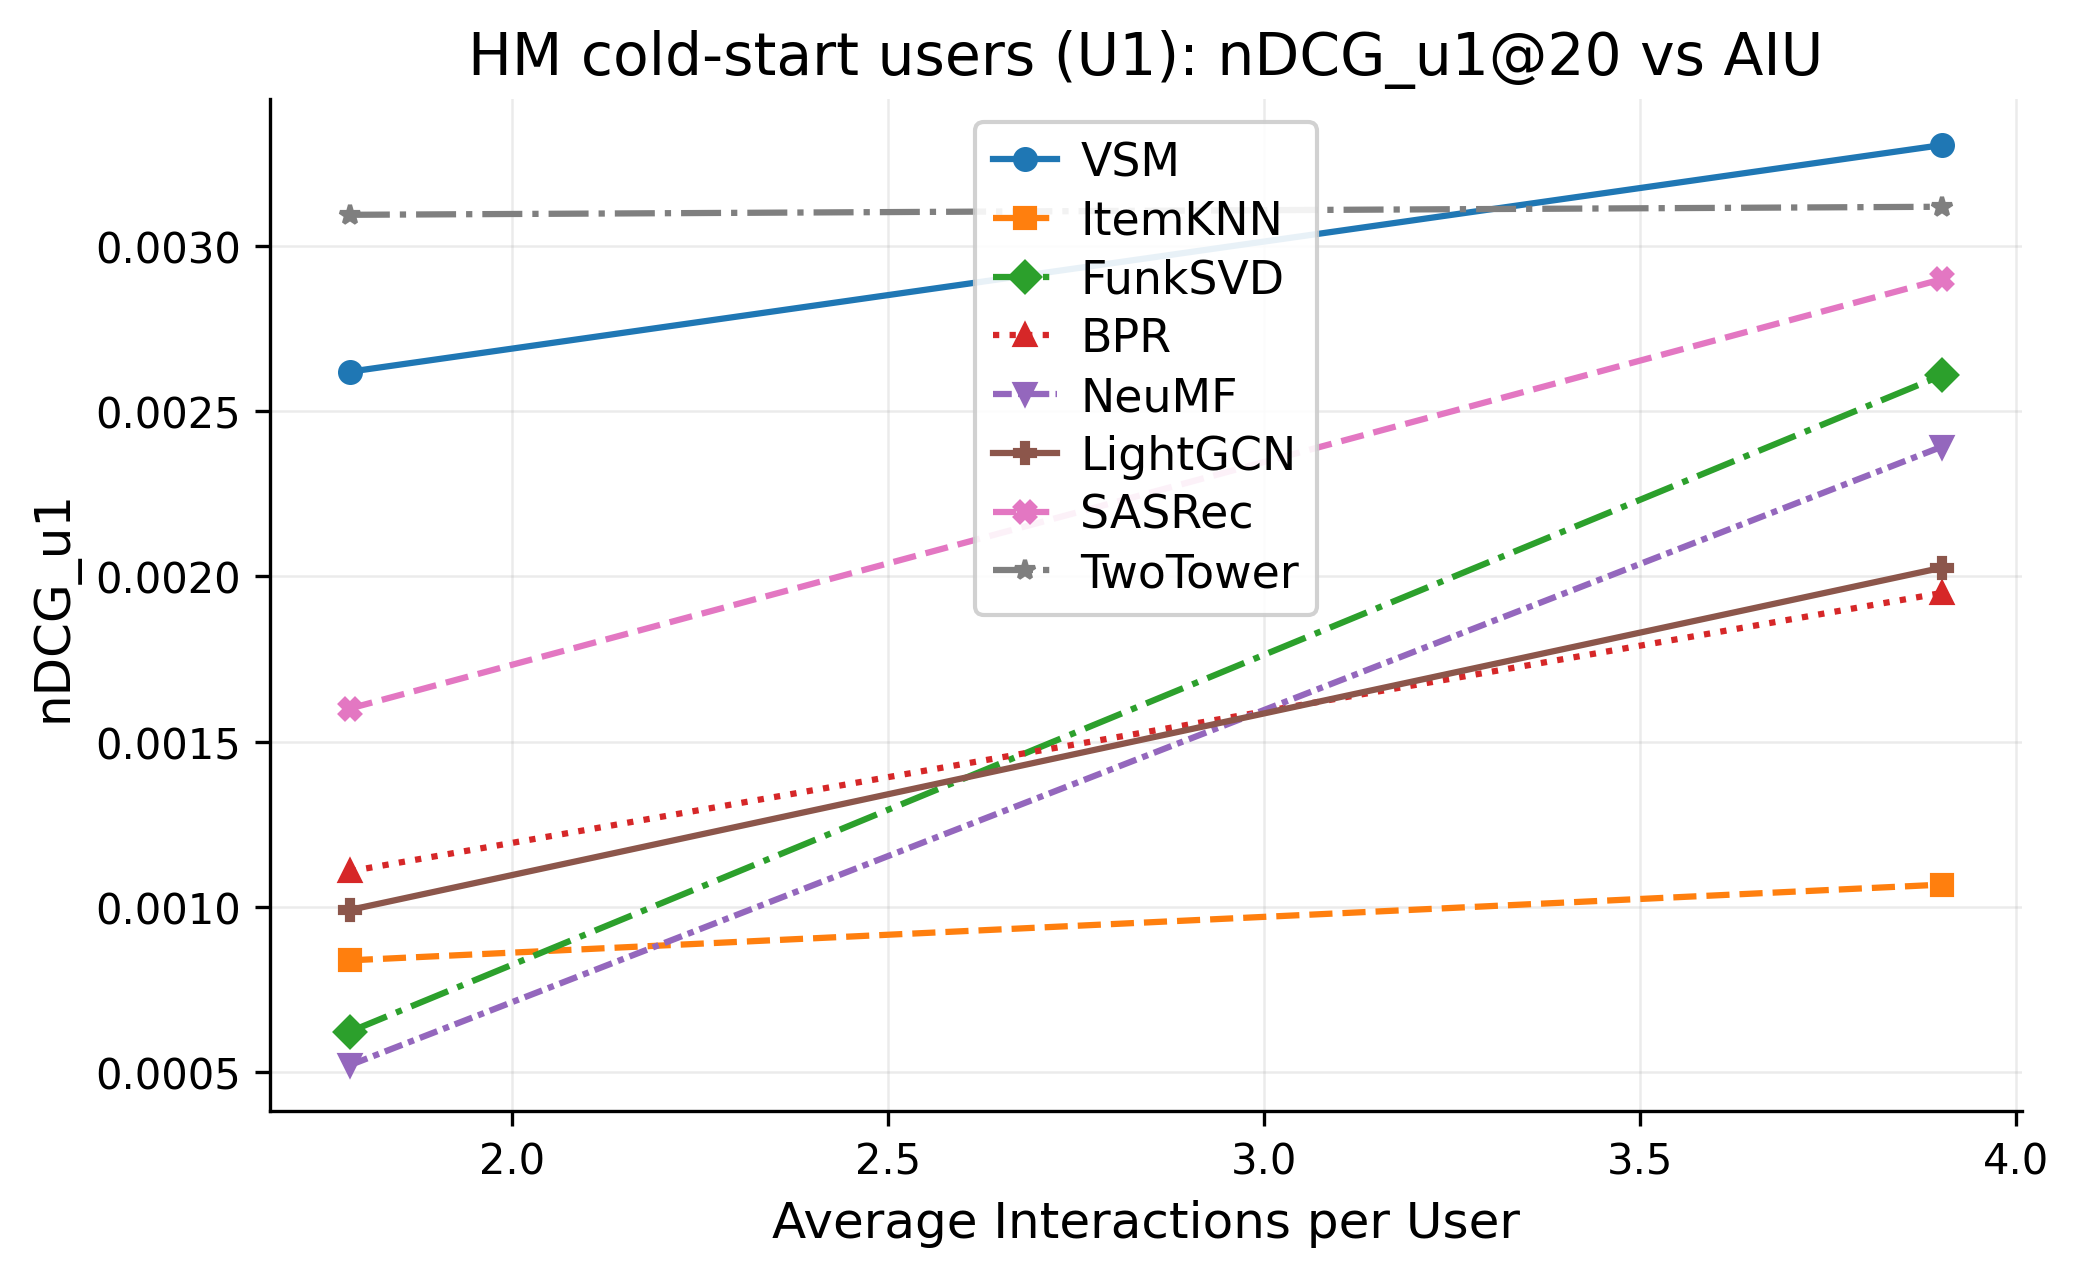 HM cold-start users (U1): nDCG_u1@20 vs AIU
VSM
ItemKNN
FunkSVD
BPR
NeuMF
LightGCN
SASRec
TwoTower
nDCG_u1
0.0030
0.0025
0.0020
0.0015
0.0010
0.0005
2.0
2.5
3.0
3.5
4.0
Average Interactions per User